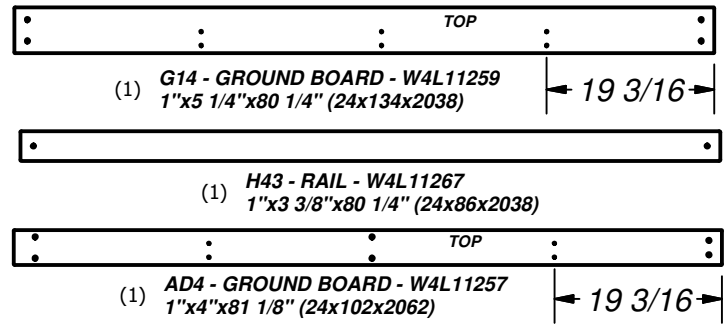 TOP
(1) G14 - GROUND BOARD - W4L11259
1"x5 1/4"x80 1/4" (24x134x2038)
19 3/16
(1) H43 - RAIL - W4L11267
1"x3 3/8"x80 1/4" (24x86x2038)
TOP
(1) AD4 - GROUND BOARD - W4L11257
1"x4"x81 1/8" (24x102x2062)
19 3/16